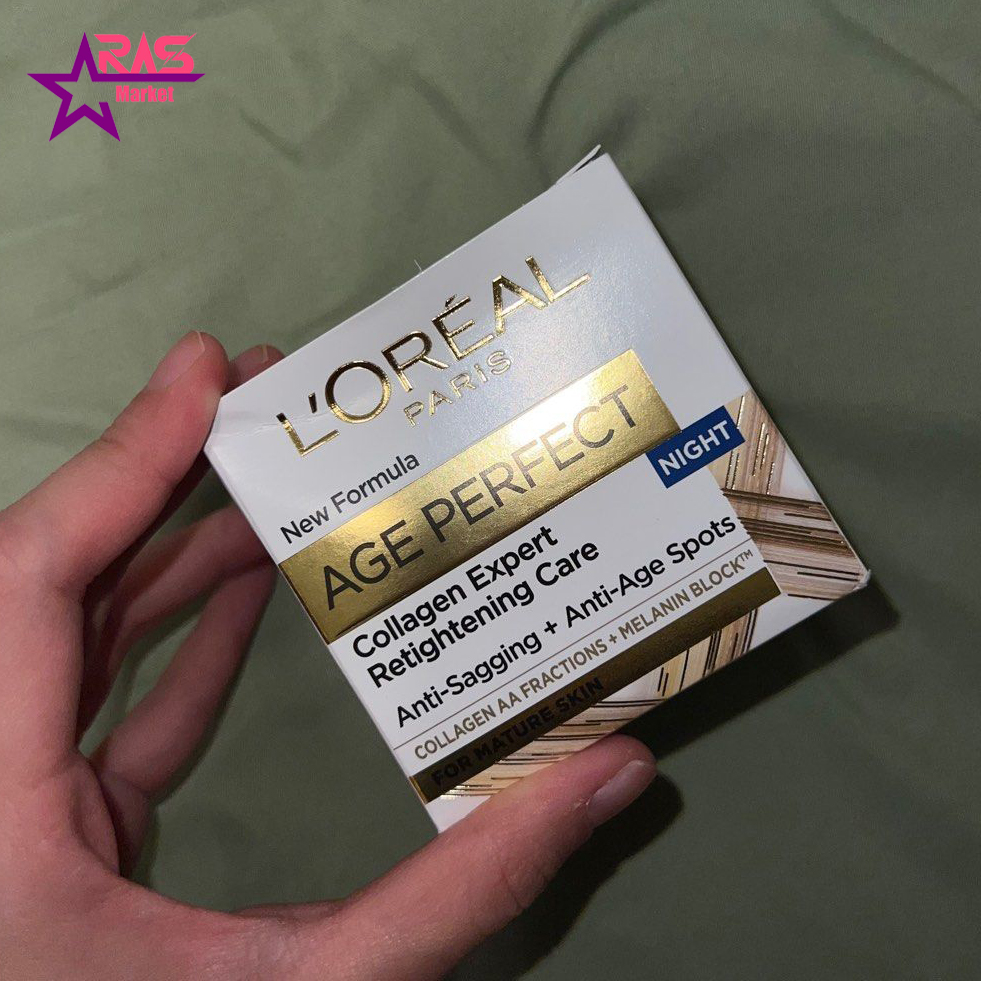 ARAS
Market
L'ORÉAL
PARIS
New Formula
AGE PERFECT
NIGHT
Collagen Expert
Retightening Care
Anti-Sagging + Anti-Age Spots
COLLAGEN AA FRACTIONS + MELANIN BLOCK™
FOR MATURE SKIN